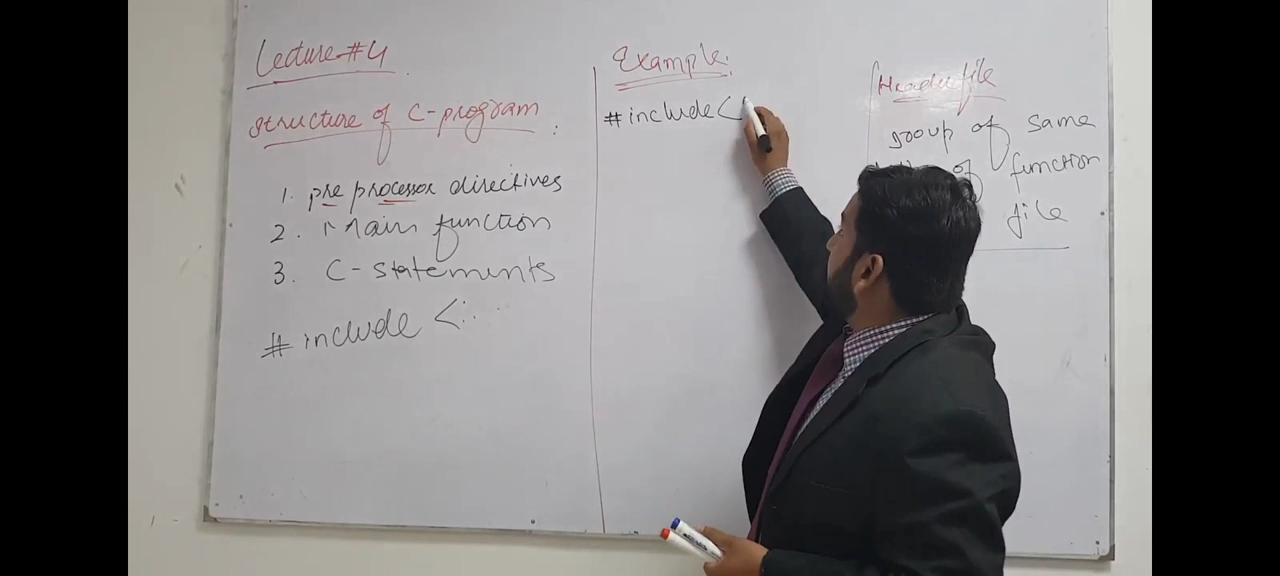 Lecture #4
Structure of C-program :
1. pre processor directives
2. Main function
3. C-statements
# include <:....
Example:
# include <
Header file
group of same
of function
file